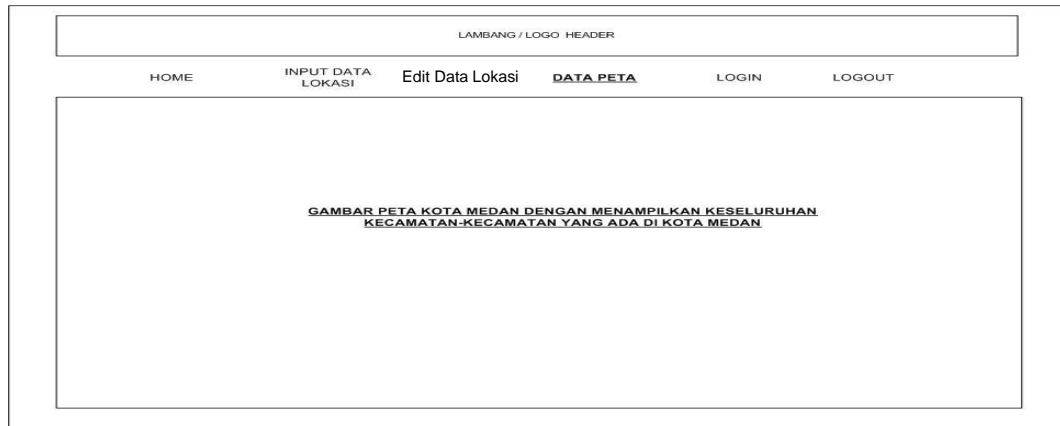 LAMBANG / LOGO HEADER
HOME
INPUT DATA
LOKASI
Edit Data Lokasi
DATA PETA
LOGIN
LOGOUT
GAMBAR PETA KOTA MEDAN DENGAN MENAMPILKAN KESELURUHAN
KECAMATAN-KECAMATAN YANG ADA DI KOTA MEDAN